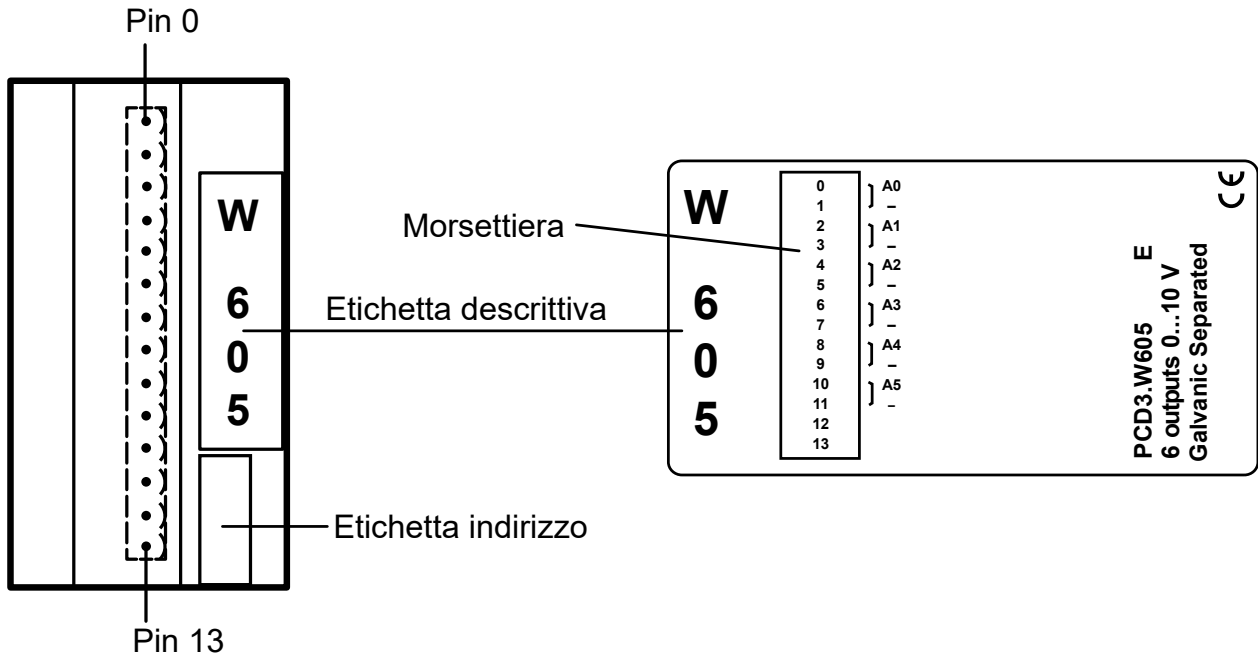 Pin 0
W
6
0
5
Pin 13
Morsettiera
Etichetta descrittiva
Etichetta indirizzo
W
6
0
5
0 A0
1 –
2 A1
3 –
4 A2
5 –
6 A3
7 –
8 A4
9 –
10 A5
11 –
12
13
PCD3.W605 E
6 outputs 0...10 V
Galvanic Separated
CE